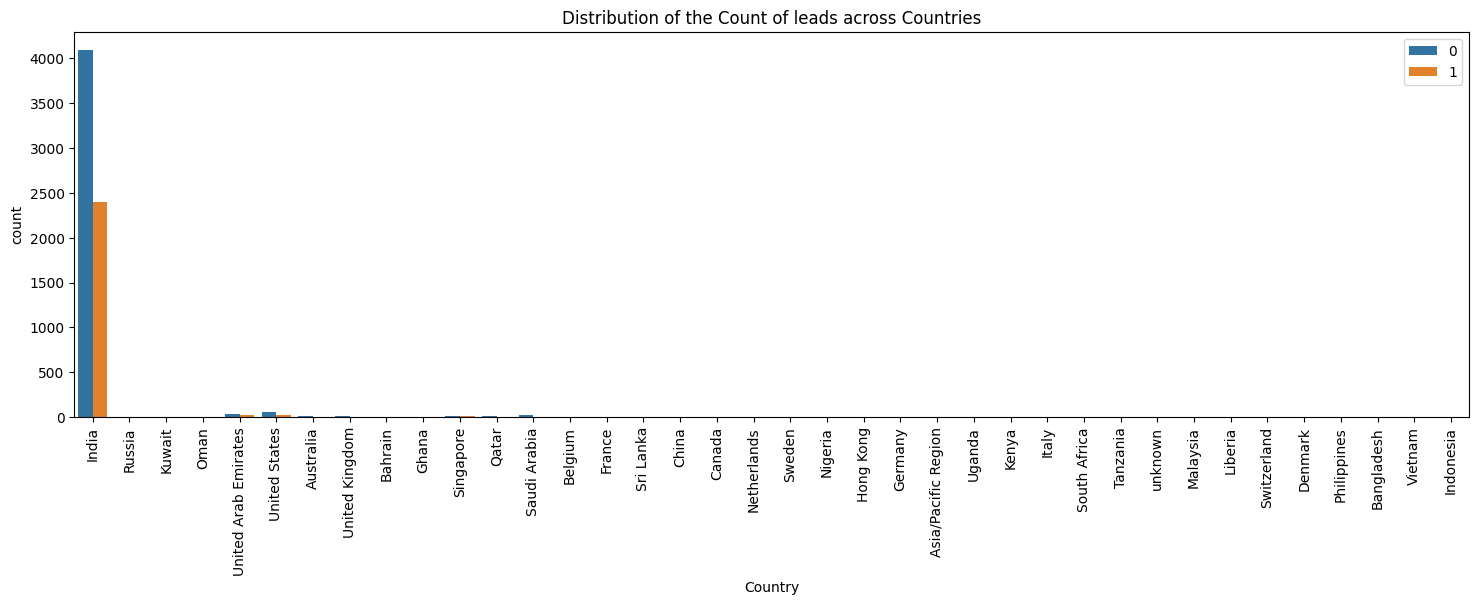 Distribution of the Count of leads across Countries
0
1
count
4000
3500
3000
2500
2000
1500
1000
500
0
India
Russia
Kuwait
Oman
United Arab Emirates
United States
Australia
United Kingdom
Bahrain
Ghana
Singapore
Qatar
Saudi Arabia
Belgium
France
Sri Lanka
China
Canada
Netherlands
Sweden
Nigeria
Hong Kong
Germany
Asia/Pacific Region
Uganda
Kenya
Italy
South Africa
Tanzania
unknown
Malaysia
Liberia
Switzerland
Denmark
Philippines
Bangladesh
Vietnam
Indonesia
Country